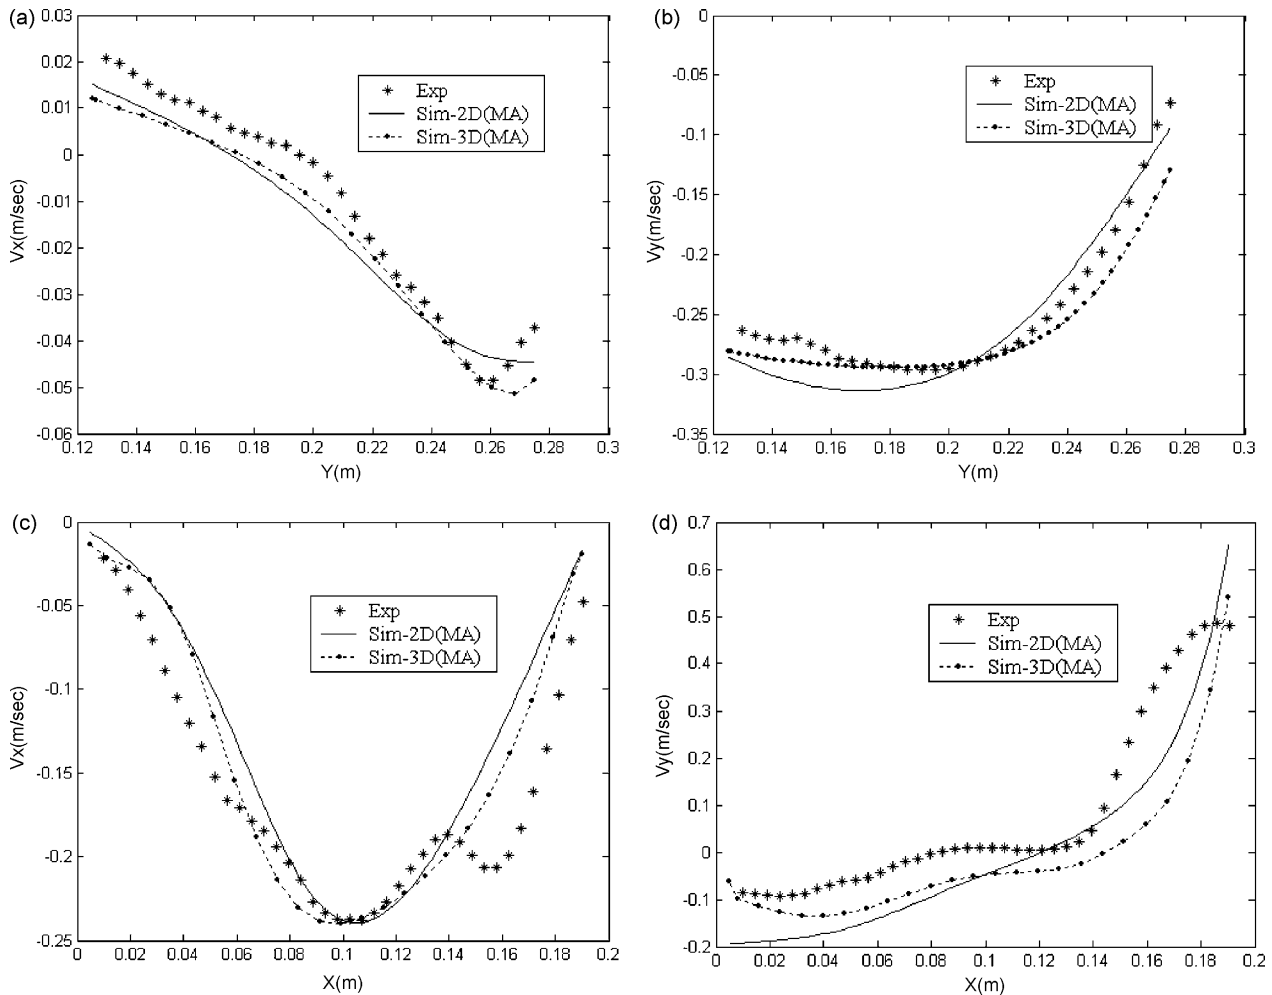 (a)
0.03
0.02
0.01
0
-0.01
-0.02
-0.03
-0.04
-0.05
-0.06
Vx(m/sec)
Exp
Sim-2D(MA)
Sim-3D(MA)
0.12 0.14 0.16 0.18 0.2 0.22 0.24 0.26 0.28 0.3
Y(m)
(b)
0
-0.05
-0.1
-0.15
-0.2
-0.25
-0.3
-0.35
Vy(m/sec)
Exp
Sim-2D(MA)
Sim-3D(MA)
0.12 0.14 0.16 0.18 0.2 0.22 0.24 0.26 0.28 0.3
Y(m)
(c)
0
-0.05
-0.1
-0.15
-0.2
-0.25
Vx(m/sec)
Exp
Sim-2D(MA)
Sim-3D(MA)
0 0.02 0.04 0.06 0.08 0.1 0.12 0.14 0.16 0.18 0.2
X(m)
(d)
0.7
0.6
0.5
0.4
0.3
0.2
0.1
0
-0.1
-0.2
Vy(m/sec)
Exp
Sim-2D(MA)
Sim-3D(MA)
0 0.02 0.04 0.06 0.08 0.1 0.12 0.14 0.16 0.18 0.2
X(m)